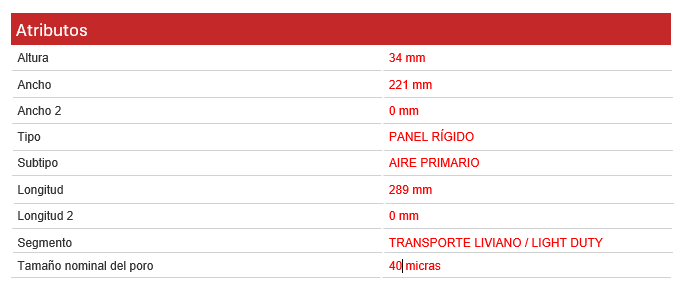 Atributos
Altura 34 mm
Ancho 221 mm
Ancho 2 0 mm
Tipo PANEL RÍGIDO
Subtipo AIRE PRIMARIO
Longitud 289 mm
Longitud 2 0 mm
Segmento TRANSPORTE LIVIANO / LIGHT DUTY
Tamaño nominal del poro 40 micras